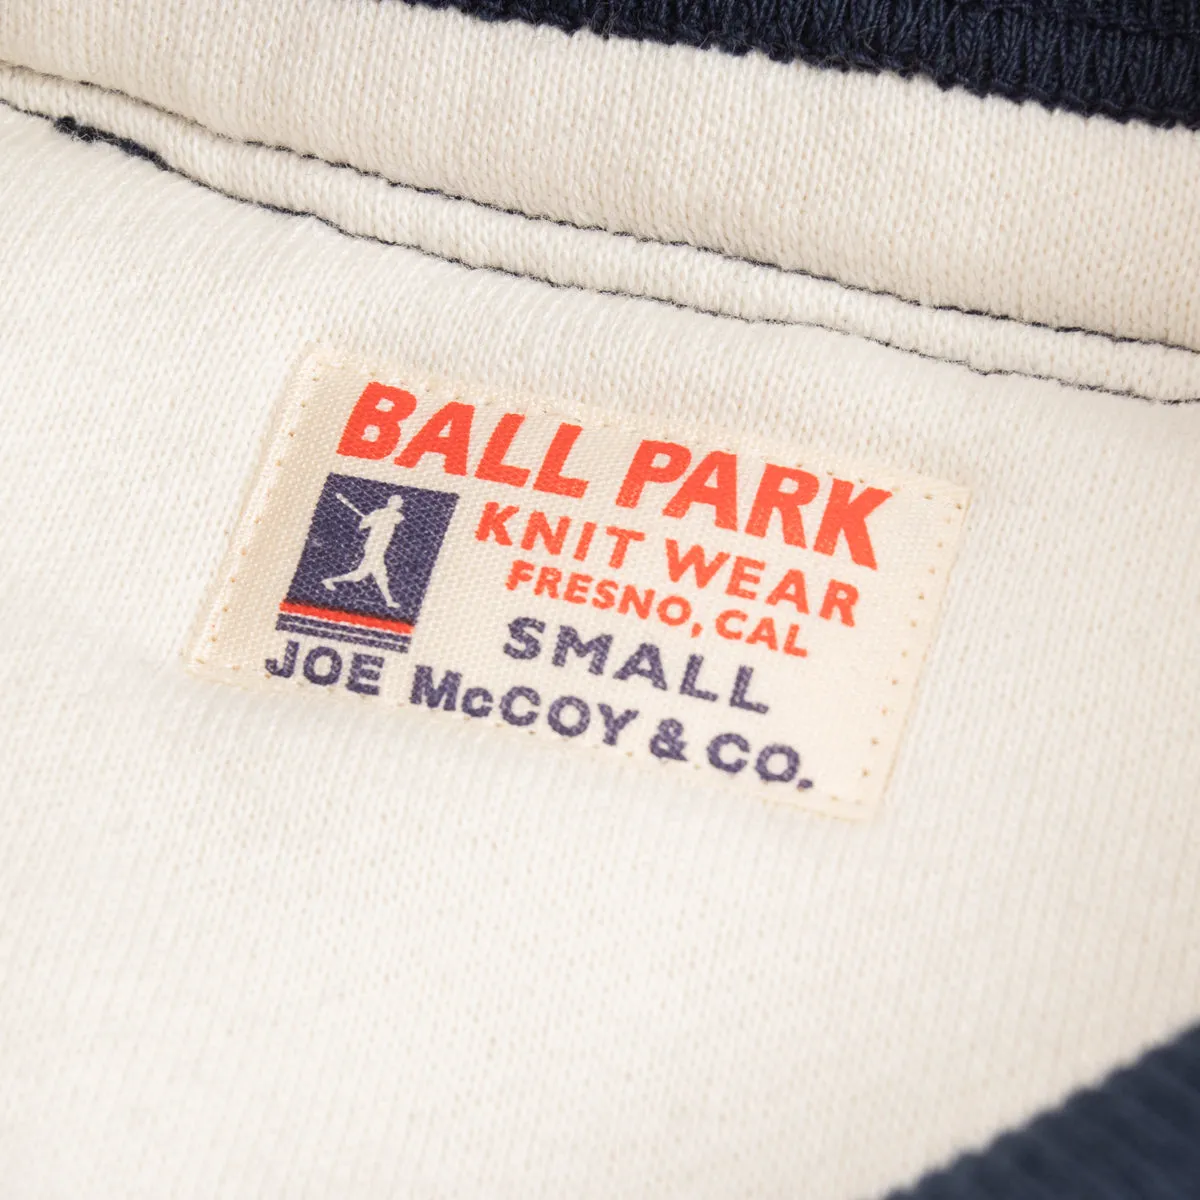 BALL PARK
KNIT WEAR
FRESNO, CAL
SMALL
JOE McCOY & CO.